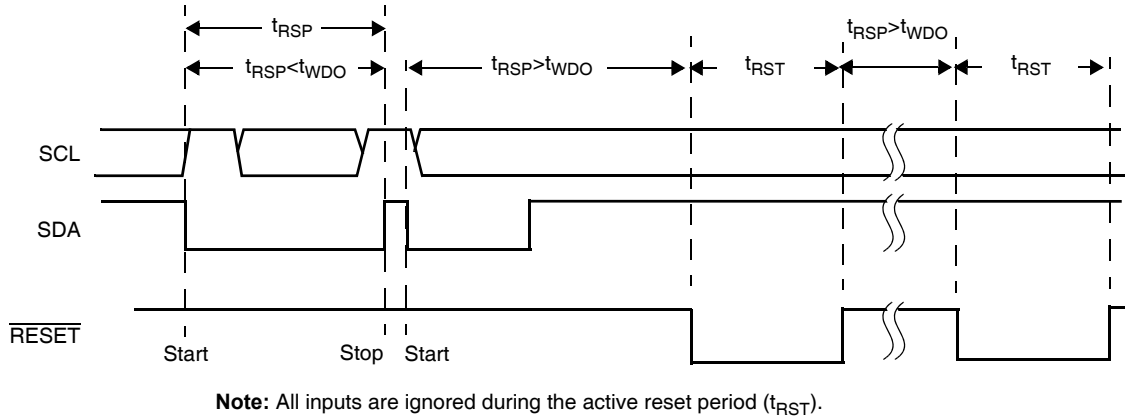 tRSP
tRSP>tWDO
tRSP<tWDO
tRSP>tWDO
tRST
tRST
SCL
SDA
RESET
Start
Stop
Start
Note: All inputs are ignored during the active reset period (tRST).